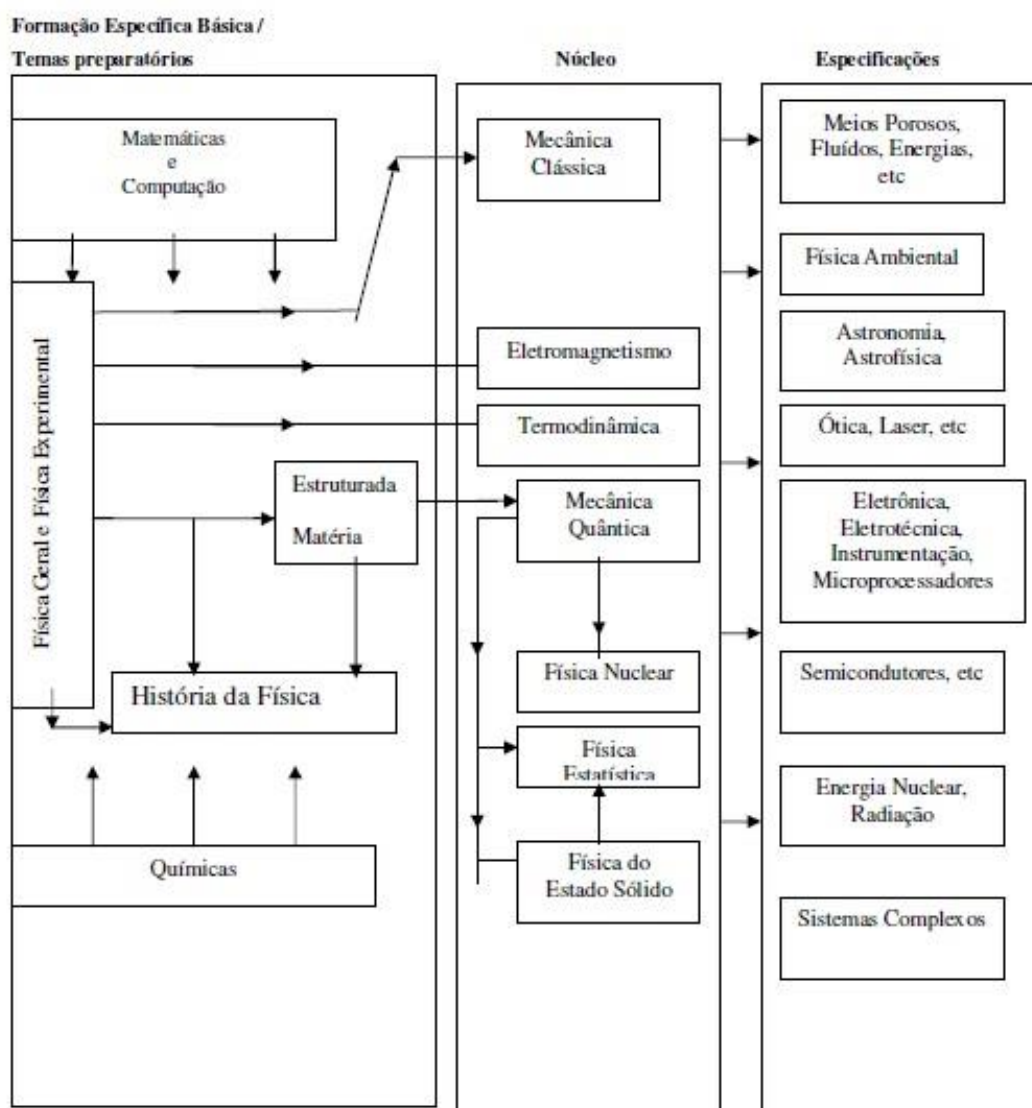 Formação Específica Básica /
Temas preparatórios
Matemáticas
e
Computação
Física Geral e Física Experimental
Estruturada
Matéria
História da Física
Químicas
Núcleo
Mecânica
Clássica
Eletromagnetismo
Termodinâmica
Mecânica
Quântica
Física Nuclear
Física
Estatística
Física do
Estado Sólido
Especificações
Meios Porosos,
Fluídos, Energias,
etc
Física Ambiental
Astronomia,
Astrofísica
Ótica, Laser, etc
Eletrônica,
Eletrotécnica,
Instrumentação,
Microprocessadores
Semicondutores, etc
Energia Nuclear,
Radiação
Sistemas Complexos